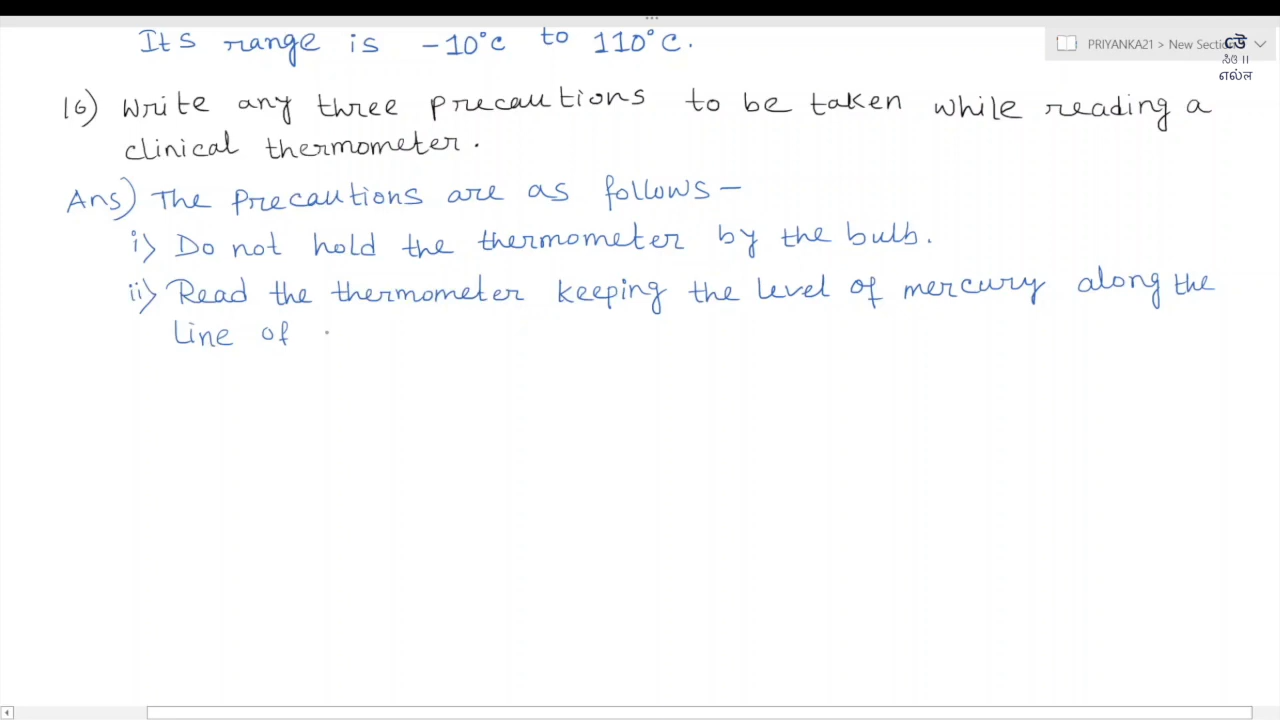 Its range is -10°C to 110°C.
PRIYANKA21 > New Section
16) Write any three precautions to be taken while reading a
clinical thermometer.
Ans) The precautions are as follows -
i) Do not hold the thermometer by the bulb.
ii) Read the thermometer keeping the level of mercury along the
line of